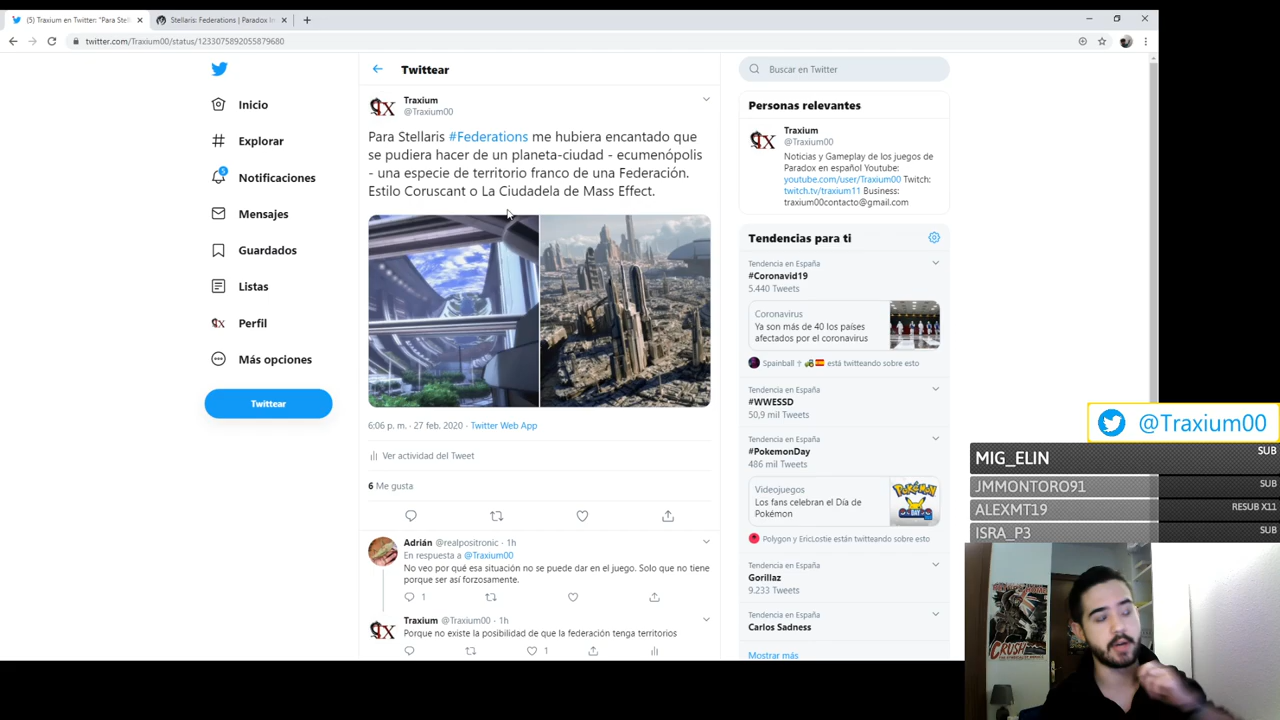 (5) Traxium en Twitter: "Para Stell
Stellaris: Federations | Paradox In
twitter.com/Traxium00/status/1233075892055879680
Inicio
Explorar
5
Notificaciones
Mensajes
Guardados
Listas
Perfil
Más opciones
Twittear
Twittear
Traxium
@Traxium00
Para Stellaris #Federations me hubiera encantado que
se pudiera hacer de un planeta-ciudad - ecumenópolis
- una especie de territorio franco de una Federación.
Estilo Coruscant o La Ciudadela de Mass Effect.
6:06 p. m. · 27 feb. 2020 · Twitter Web App
Ver actividad del Tweet
6 Me gusta
Adrián @realpositronic · 1h
En respuesta a @Traxium00
No veo por qué esa situación no se puede dar en el juego. Solo que no tiene
porque ser así forzosamente.
1
Traxium @Traxium00 · 1h
Porque no existe la posibilidad de que la federación tenga territorios
1
Buscar en Twitter
Personas relevantes
Traxium
@Traxium00
Noticias y Gameplay de los juegos de
Paradox en español Youtube:
youtube.com/user/Traxium00 Twitch:
twitch.tv/traxium11 Business:
traxium00contacto@gmail.com
Tendencias para ti
Tendencia en España
#Coronavid19
5.440 Tweets
Coronavirus
Ya son más de 40 los países
afectados por el coronavirus
está twitteando sobre esto
Tendencia en España
#WWESSD
50,9 mil Tweets
Tendencia en España
#PokemonDay
486 mil Tweets
Videojuegos
Los fans celebran el Día de
Pokémon
Polygon y EricLostie están twitteando sobre esto
Tendencia en España
Gorillaz
9.233 Tweets
Tendencia en España
Carlos Sadness
Mostrar más
@Traxium00
MIG_ELIN SUB
JMMONTORO91 SUB
ALEXMT19 RESUB X11
ISRA_P3 SUB
CRUSH